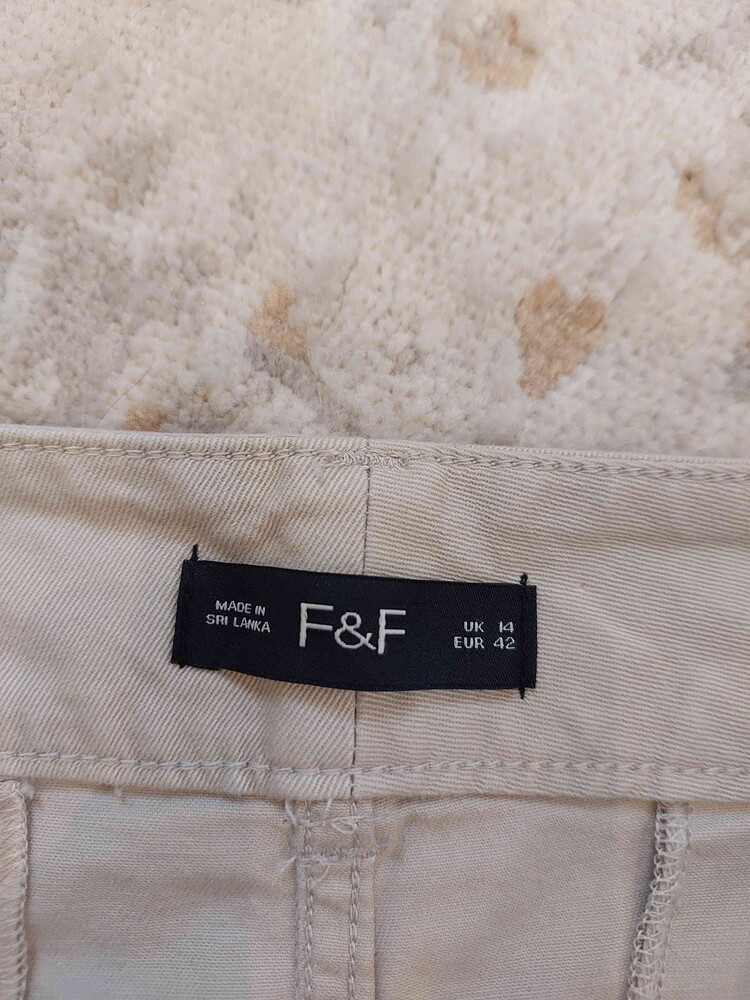 MADE IN
SRI LANKA
F&F
UK 14
EUR 42